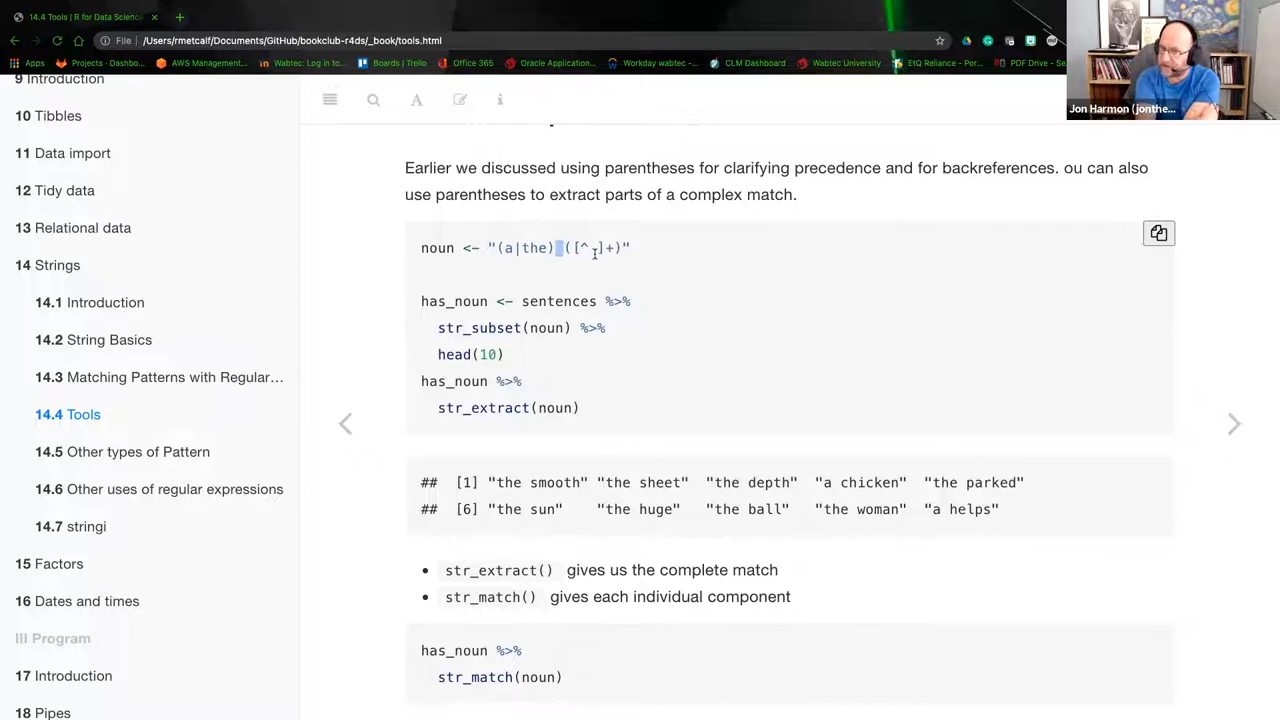 14.4 Tools | R for Data Scienc
File
/Users/rmetcalf/Documents/GitHub/bookclub-r4ds/_book/tools.html
Apps
Projects - Dashbo...
AWS Management...
Wabtec: Log in to...
Boards | Trello
Office 365
Oracle Application...
Workday wabtec -...
CLM Dashboard
Wabtec University
EtQ Reliance - Por...
PDF Drive - Se
Jon Harmon (jonthe...
9 Introduction
10 Tibbles
11 Data import
12 Tidy data
13 Relational data
14 Strings
14.1 Introduction
14.2 String Basics
14.3 Matching Patterns with Regular...
14.4 Tools
14.5 Other types of Pattern
14.6 Other uses of regular expressions
14.7 stringi
15 Factors
16 Dates and times
III Program
17 Introduction
18 Pipes
Earlier we discussed using parentheses for clarifying precedence and for backreferences. ou can also
use parentheses to extract parts of a complex match.
noun <- "(a|the) ([^ ]+)"
has_noun <- sentences %>%
str_subset(noun) %>%
head(10)
has_noun %>%
str_extract(noun)
## [1] "the smooth" "the sheet" "the depth" "a chicken" "the parked"
## [6] "the sun" "the huge" "the ball" "the woman" "a helps"
• str_extract() gives us the complete match
• str_match() gives each individual component
has_noun %>%
str_match(noun)